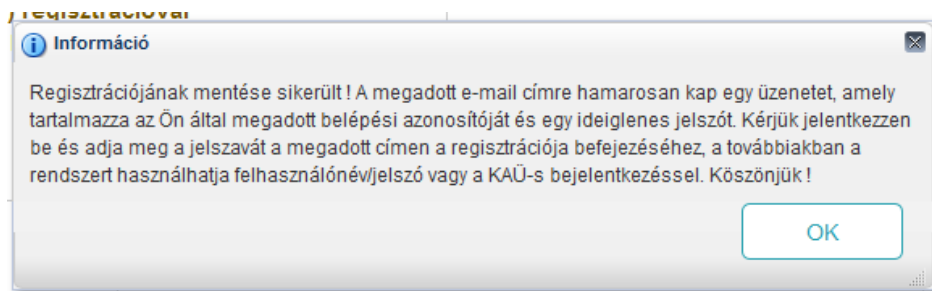 ) regisztrációval
Információ
Regisztrációjának mentése sikerült ! A megadott e-mail címre hamarosan kap egy üzenetet, amely
tartalmazza az Ön által megadott belépési azonosítóját és egy ideiglenes jelszót. Kérjük jelentkezzen
be és adja meg a jelszavát a megadott címen a regisztrációja befejezéséhez, a továbbiakban a
rendszert használhatja felhasználónév/jelszó vagy a KAÜ-s bejelentkezéssel. Köszönjük !
OK